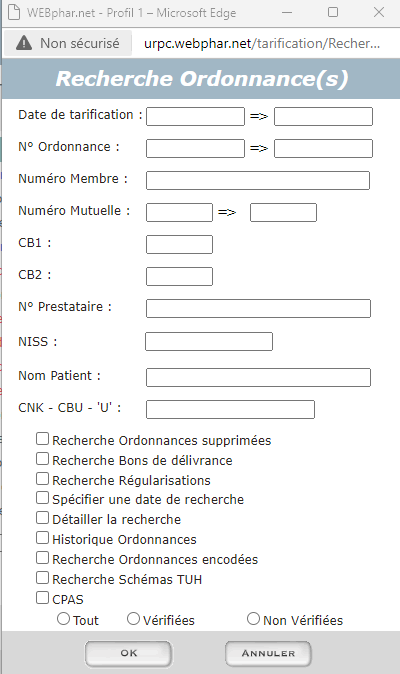 WEBphar.net - Profil 1 – Microsoft Edge
Non sécurisé urpc.webphar.net/tarification/Recher...
Recherche Ordonnance(s)
Date de tarification : =>
N° Ordonnance : =>
Numéro Membre :
Numéro Mutuelle : =>
CB1 :
CB2 :
N° Prestataire :
NISS :
Nom Patient :
CNK - CBU - 'U' :
Recherche Ordonnances supprimées
Recherche Bons de délivrance
Recherche Régularisations
Spécifier une date de recherche
Détailler la recherche
Historique Ordonnances
Recherche Ordonnances encodées
Recherche Schémas TUH
CPAS
Tout Vérifiées Non Vérifiées
OK Annuler